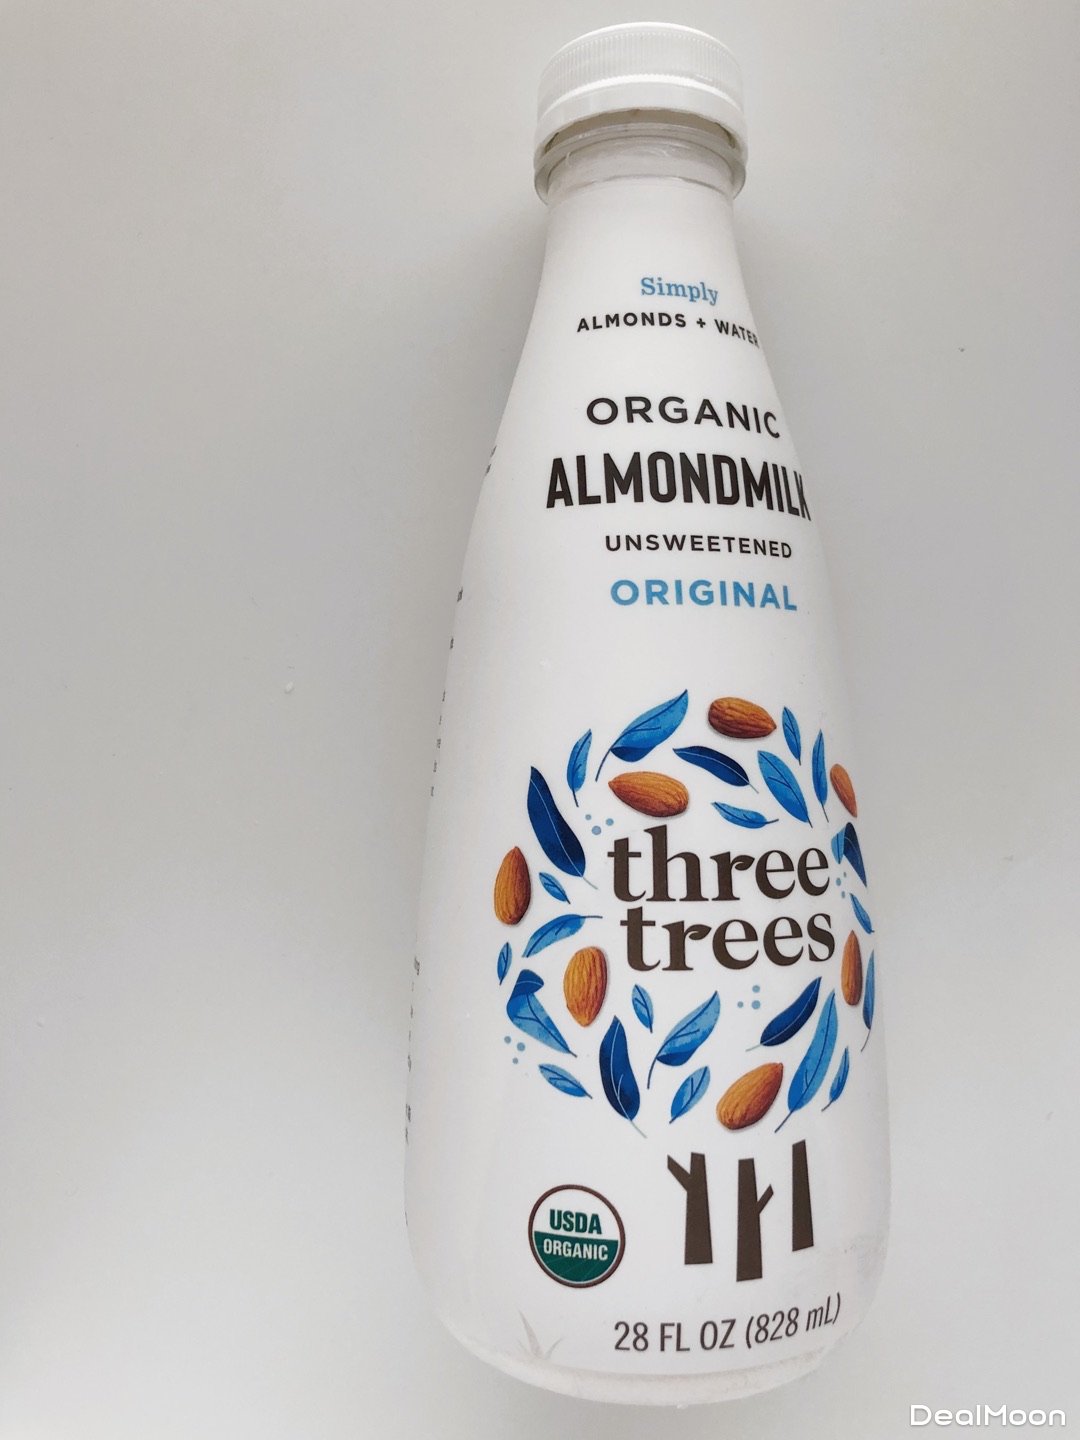 Simply
ALMONDS + WATER
ORGANIC
ALMONDMILK
UNSWEETENED
ORIGINAL
three
trees
USDA
ORGANIC
28 FL OZ (828 mL)
DealMoon